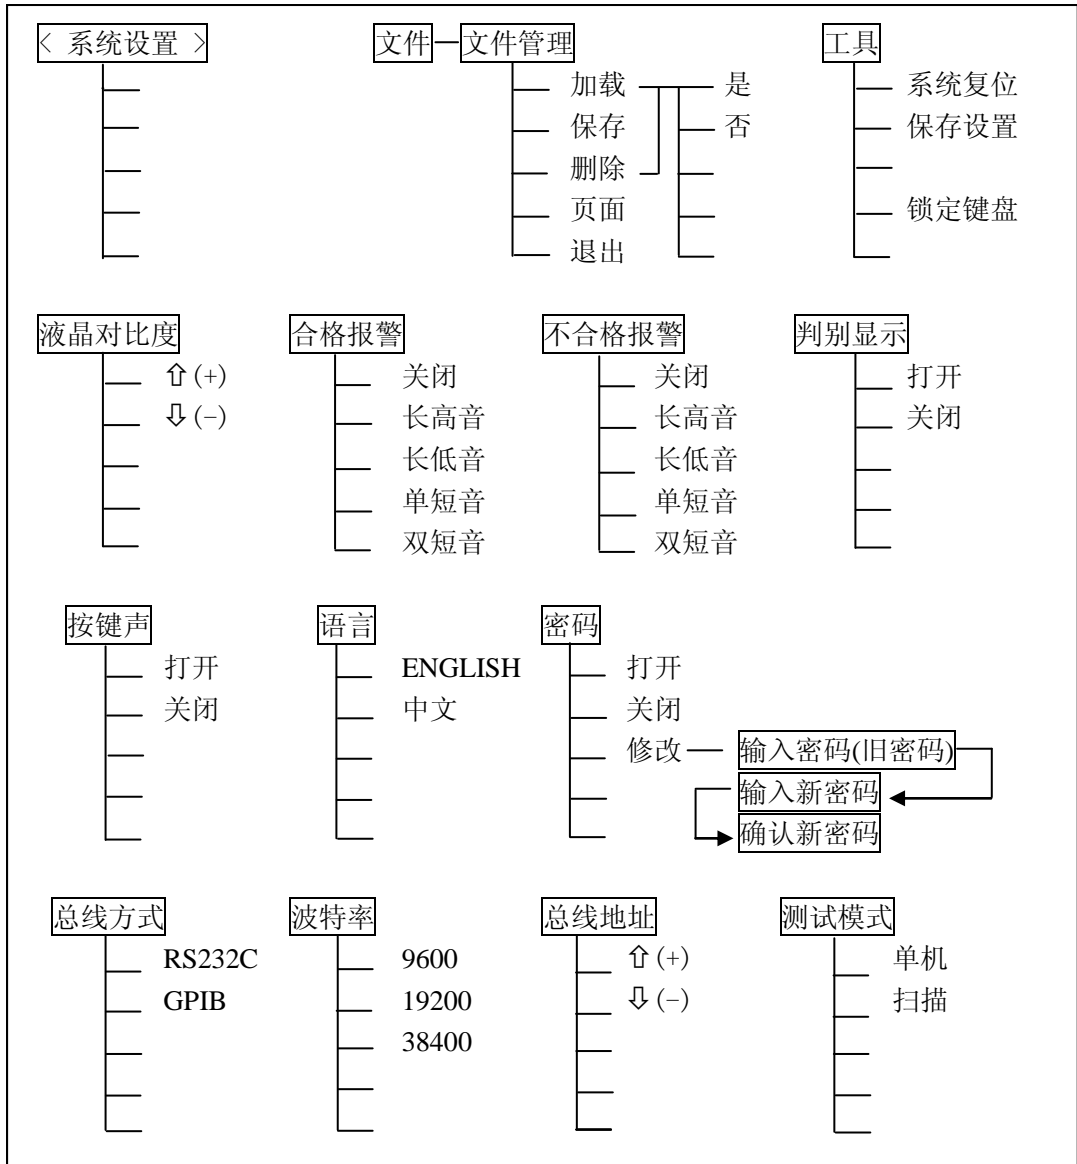 < 系统设置 >
文件
文件管理
加载
保存
删除
页面
退出
是
否
工具
系统复位
保存设置
锁定键盘
液晶对比度
⇧(+)
⇩(−)
合格报警
关闭
长高音
长低音
单短音
双短音
不合格报警
关闭
长高音
长低音
单短音
双短音
判别显示
打开
关闭
按键声
打开
关闭
语言
ENGLISH
中文
密码
打开
关闭
修改
输入密码(旧密码)
输入新密码
确认新密码
总线方式
RS232C
GPIB
波特率
9600
19200
38400
总线地址
⇧(+)
⇩(−)
测试模式
单机
扫描